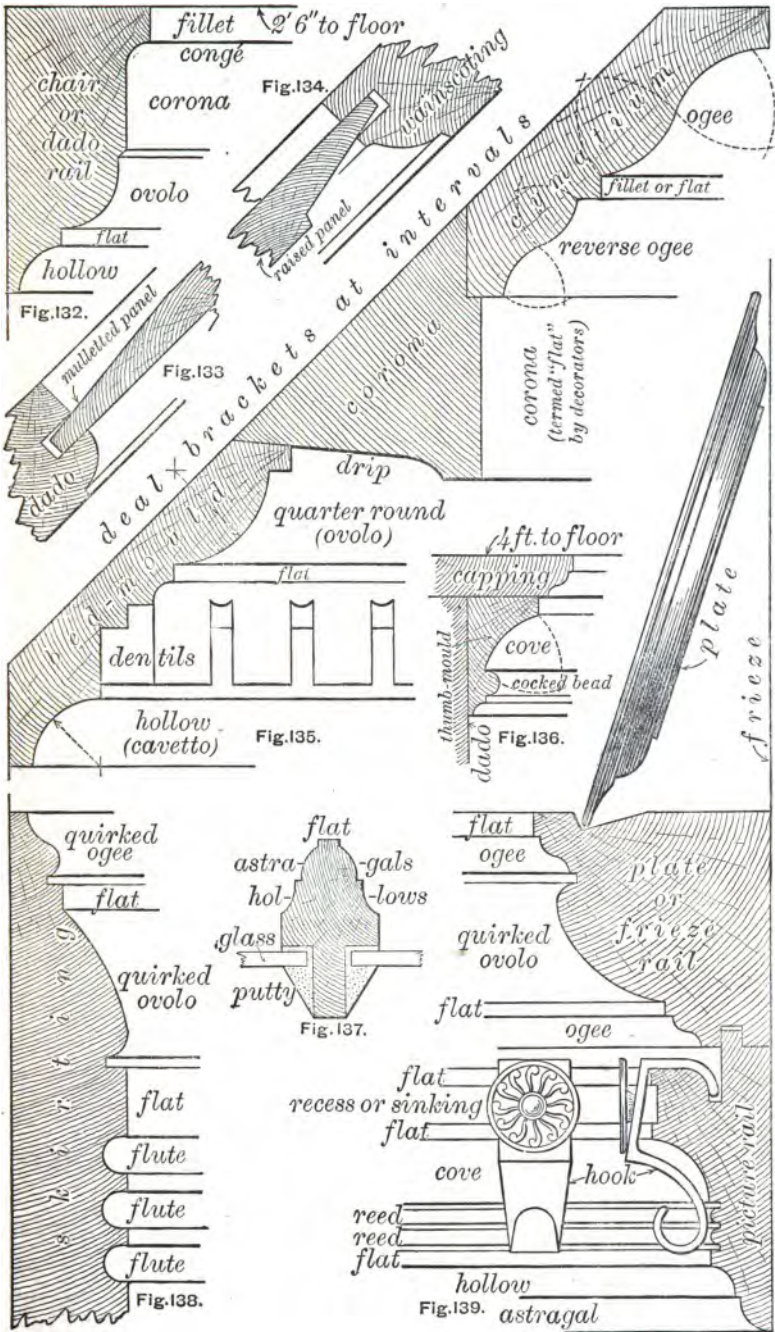 fillet
2' 6" to floor
congé
chair
or
dado
rail
corona
ovolo
flat
hollow
Fig.132.
Fig.134.
wainscoting
raised panel
mulletted panel
Fig.133
dado
deal brackets at intervals
cymatium
ogee
fillet or flat
reverse ogee
corona
corona
(termed "flat"
by decorators)
drip
bed-mould
quarter round
(ovolo)
flat
dentils
hollow
(cavetto)
Fig.135.
4 ft. to floor
capping
thumb-mould
cove
cocked bead
dado
Fig.136.
plate
frieze
quirked
ogee
flat
skirting
quirked
ovolo
flat
flute
flute
flute
Fig.138.
flat
astra-gals
hol-lows
glass
putty
Fig.137.
flat
ogee
plate
or
frieze
rail
quirked
ovolo
flat
ogee
flat
recess or sinking
flat
cove
hook
picture rail
reed
reed
flat
hollow
Fig.139.
astragal